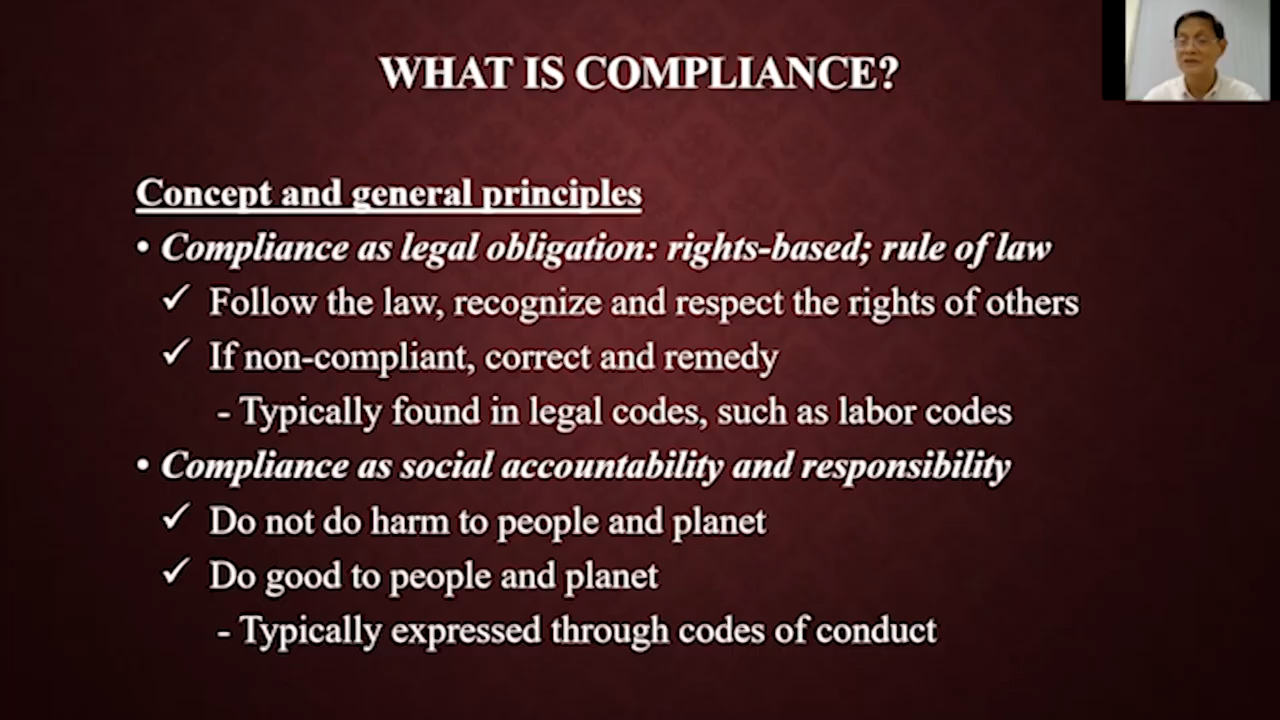 WHAT IS COMPLIANCE?
Concept and general principles
• Compliance as legal obligation: rights-based; rule of law
✓ Follow the law, recognize and respect the rights of others
✓ If non-compliant, correct and remedy
- Typically found in legal codes, such as labor codes
• Compliance as social accountability and responsibility
✓ Do not do harm to people and planet
✓ Do good to people and planet
- Typically expressed through codes of conduct